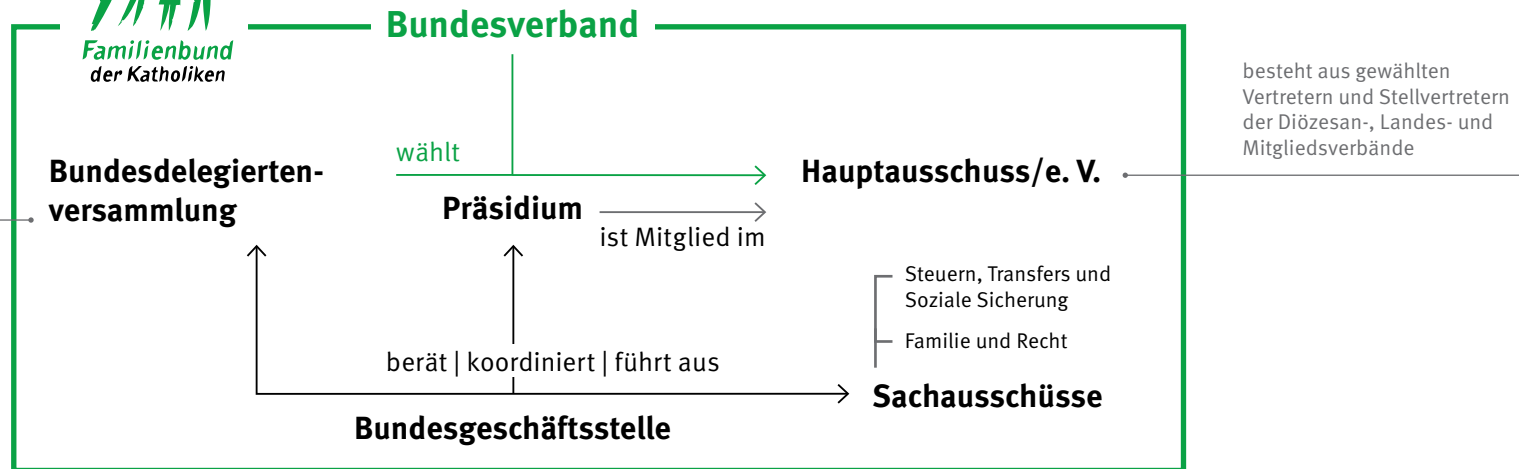 Familienbund
der Katholiken
Bundesverband
besteht aus gewählten
Vertretern und Stellvertretern
der Diözesan-, Landes- und
Mitgliedsverbände
wählt
Bundesdelegierten-
versammlung
Präsidium
ist Mitglied im
Hauptausschuss/e. V.
Steuern, Transfers und
Soziale Sicherung
Familie und Recht
Sachausschüsse
berät | koordiniert | führt aus
Bundesgeschäftsstelle